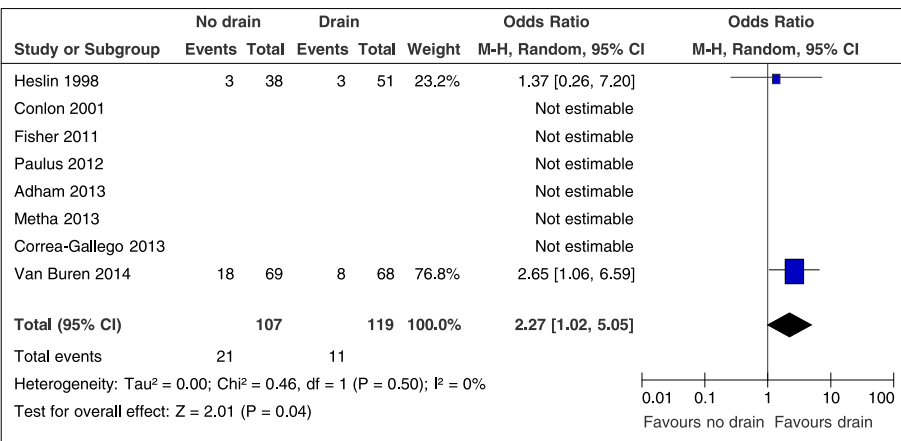 No drain Drain Odds Ratio Odds Ratio
Study or Subgroup Events Total Events Total Weight M-H, Random, 95% CI M-H, Random, 95% CI
Heslin 1998 3 38 3 51 23.2% 1.37 [0.26, 7.20]
Conlon 2001 Not estimable
Fisher 2011 Not estimable
Paulus 2012 Not estimable
Adham 2013 Not estimable
Metha 2013 Not estimable
Correa-Gallego 2013 Not estimable
Van Buren 2014 18 69 8 68 76.8% 2.65 [1.06, 6.59]
Total (95% CI) 107 119 100.0% 2.27 [1.02, 5.05]
Total events 21 11
Heterogeneity: Tau² = 0.00; Chi² = 0.46, df = 1 (P = 0.50); I² = 0%
Test for overall effect: Z = 2.01 (P = 0.04)
0.01 0.1 1 10 100
Favours no drain Favours drain